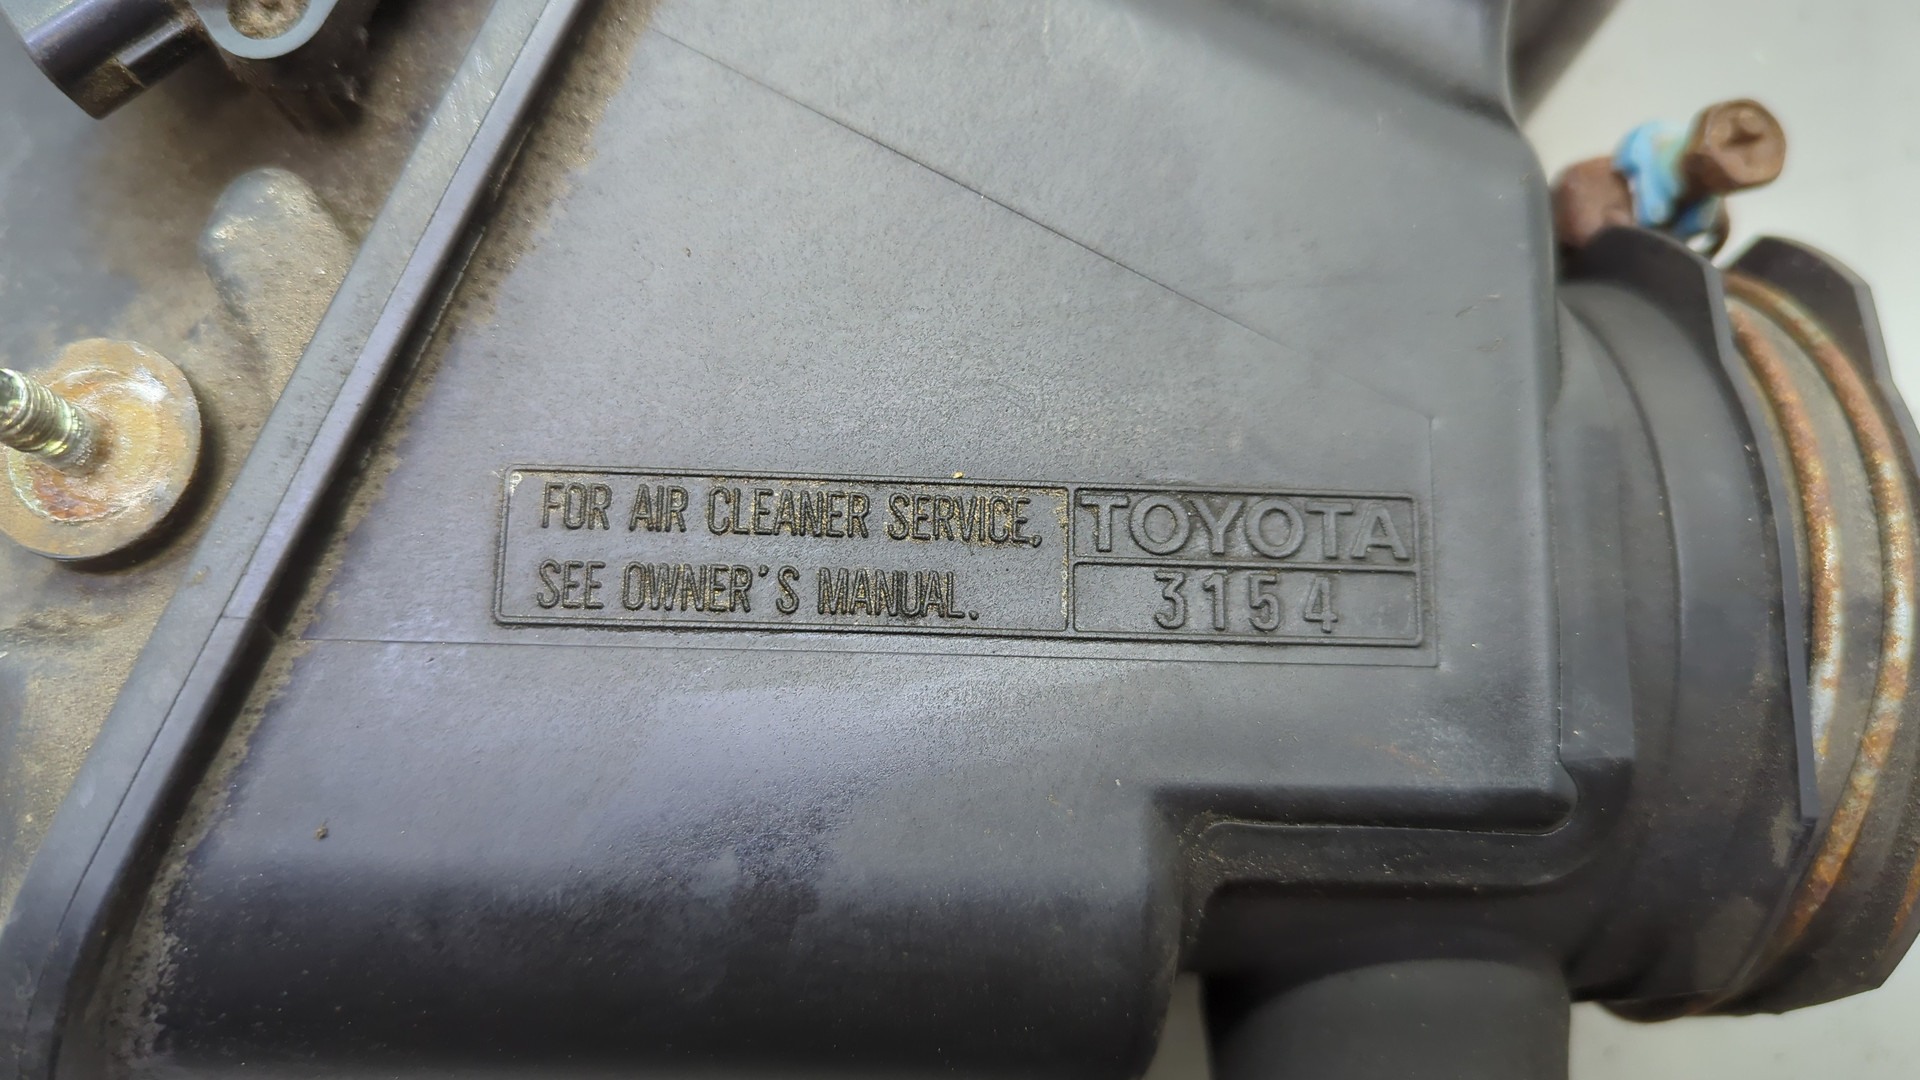 FOR AIR CLEANER SERVICE,
SEE OWNER'S MANUAL.
TOYOTA
3154